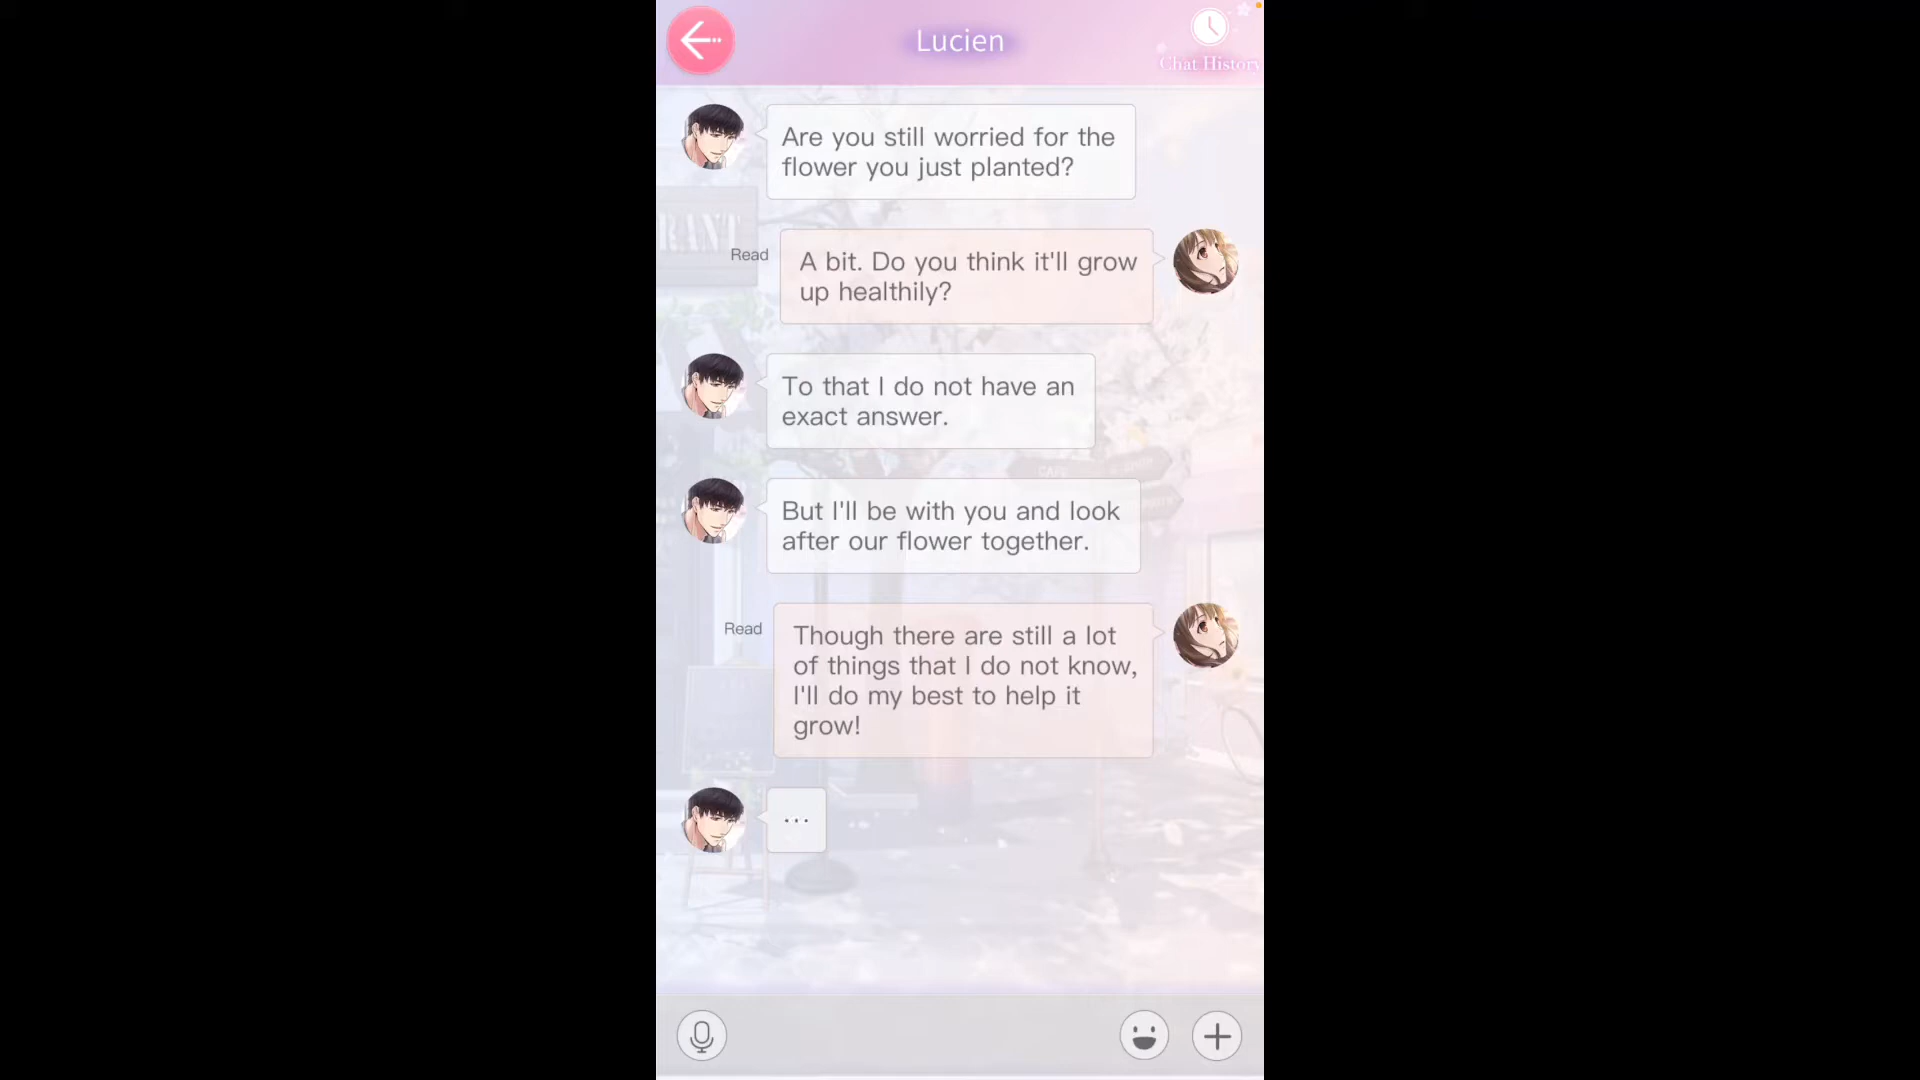 Lucien
Chat History
Are you still worried for the
flower you just planted?
Read
A bit. Do you think it'll grow
up healthily?
RANT
To that I do not have an
exact answer.
CAFE
But I'll be with you and look
after our flower together.
Read
Though there are still a lot
of things that I do not know,
I'll do my best to help it
grow!
...